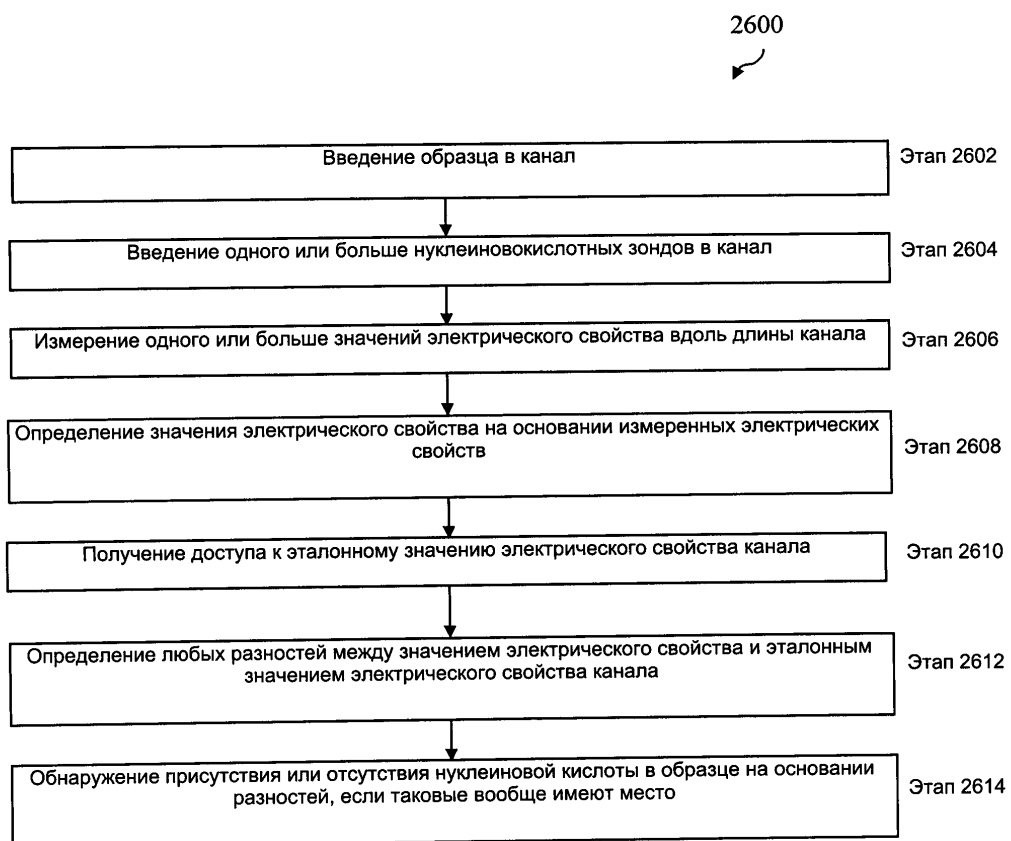 2600
Введение образца в канал
Этап 2602
Введение одного или больше нуклеиновокислотных зондов в канал
Этап 2604
Измерение одного или больше значений электрического свойства вдоль длины канала
Этап 2606
Определение значения электрического свойства на основании измеренных электрических
свойств
Этап 2608
Получение доступа к эталонному значению электрического свойства канала
Этап 2610
Определение любых разностей между значением электрического свойства и эталонным
значением электрического свойства канала
Этап 2612
Обнаружение присутствия или отсутствия нуклеиновой кислоты в образце на основании
разностей, если таковые вообще имеют место
Этап 2614